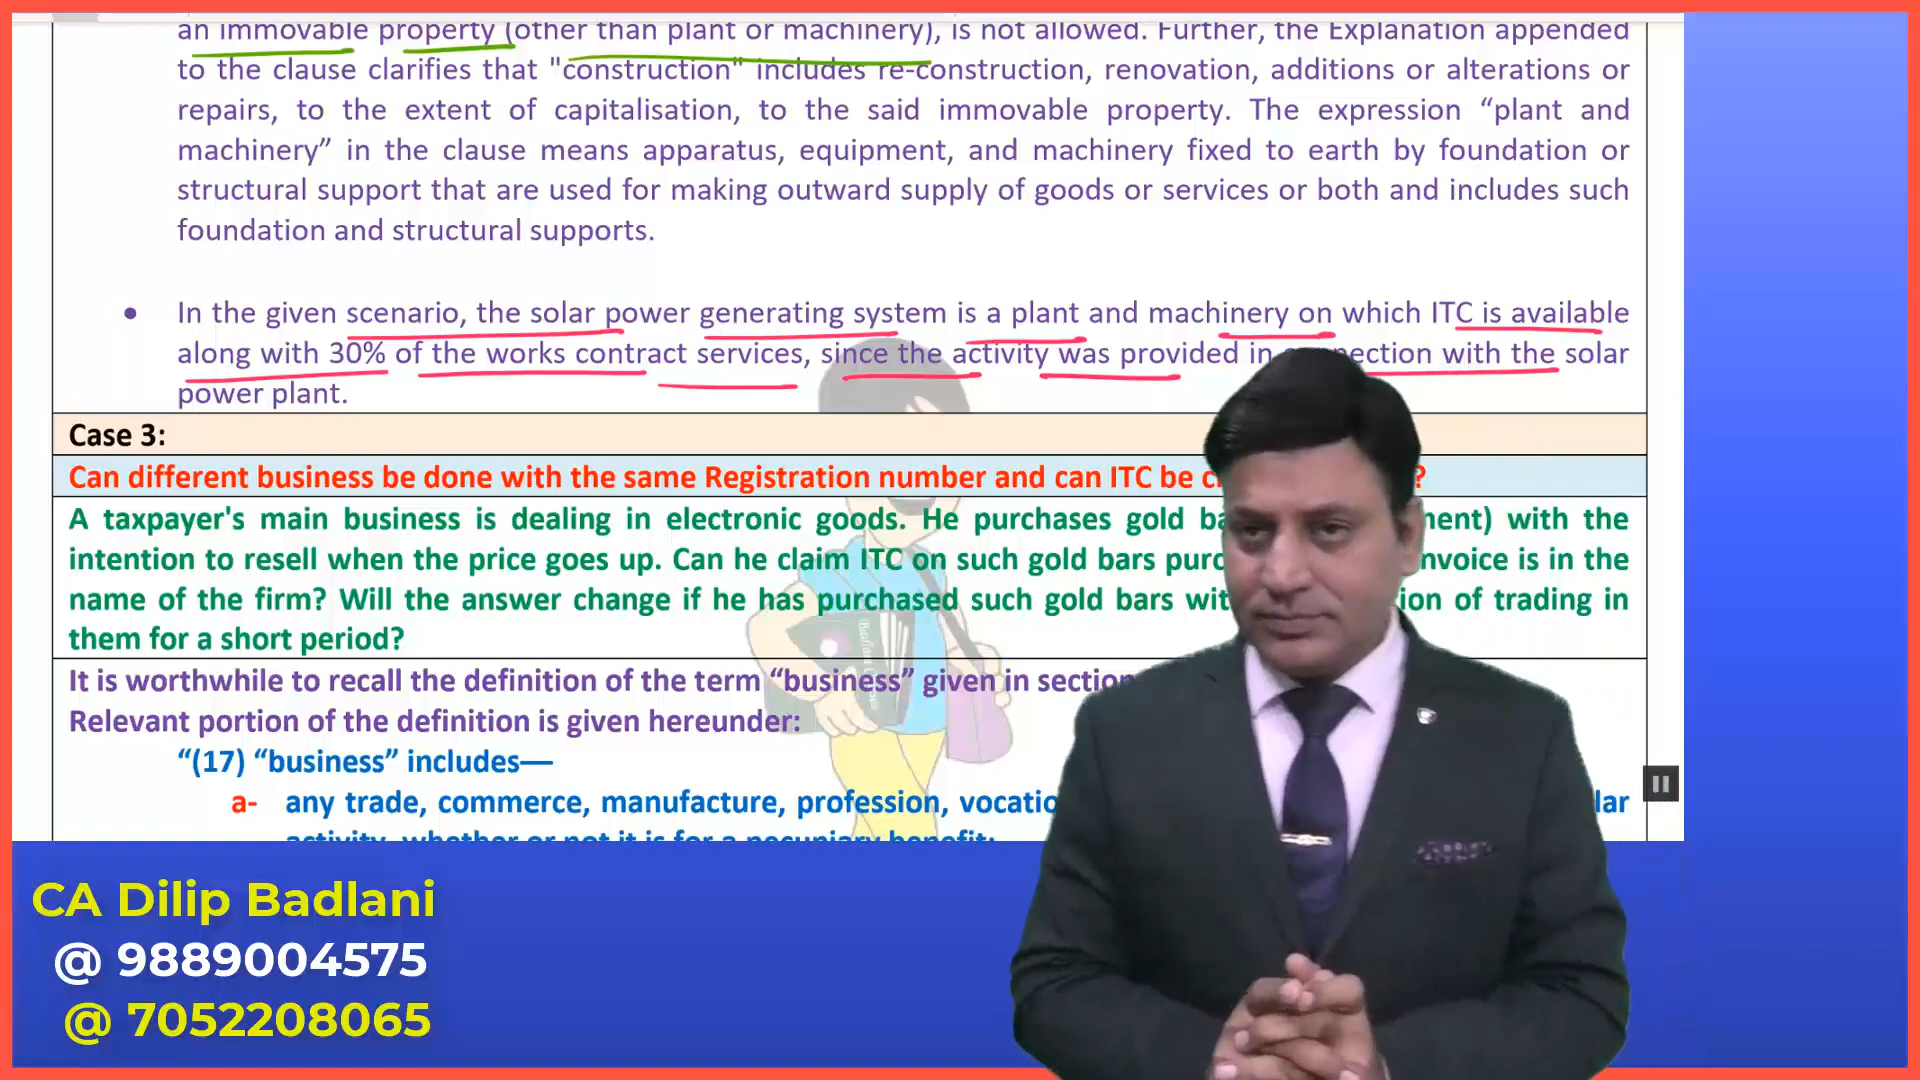 an immovable property (other than plant or machinery), is not allowed. Further, the Explanation appended
to the clause clarifies that "construction" includes re-construction, renovation, additions or alterations or
repairs, to the extent of capitalisation, to the said immovable property. The expression “plant and
machinery” in the clause means apparatus, equipment, and machinery fixed to earth by foundation or
structural support that are used for making outward supply of goods or services or both and includes such
foundation and structural supports.
• In the given scenario, the solar power generating system is a plant and machinery on which ITC is available
along with 30% of the works contract services, since the activity was provided in connection with the solar
power plant.
Case 3:
Can different business be done with the same Registration number and can ITC be ?
A taxpayer's main business is dealing in electronic goods. He purchases gold with the
intention to resell when the price goes up. Can he claim ITC on such gold bars invoice is in the
name of the firm? Will the answer change if he has purchased such gold bars of trading in
them for a short period?
It is worthwhile to recall the definition of the term “business” given in section
Relevant portion of the definition is given hereunder:
“(17) “business” includes—
a- any trade, commerce, manufacture, profession,
activity, whether or not it is for a pecuniary benefit;
CA Dilip Badlani
@ 9889004575
@ 7052208065